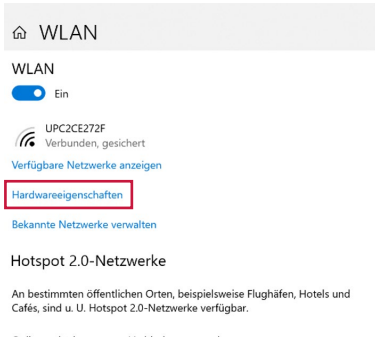 WLAN
WLAN
Ein
UPC2CE272F
Verbunden, gesichert
Verfügbare Netzwerke anzeigen
Hardwareeigenschaften
Bekannte Netzwerke verwalten
Hotspot 2.0-Netzwerke
An bestimmten öffentlichen Orten, beispielsweise Flughäfen, Hotels und
Cafés, sind u. U. Hotspot 2.0-Netzwerke verfügbar.